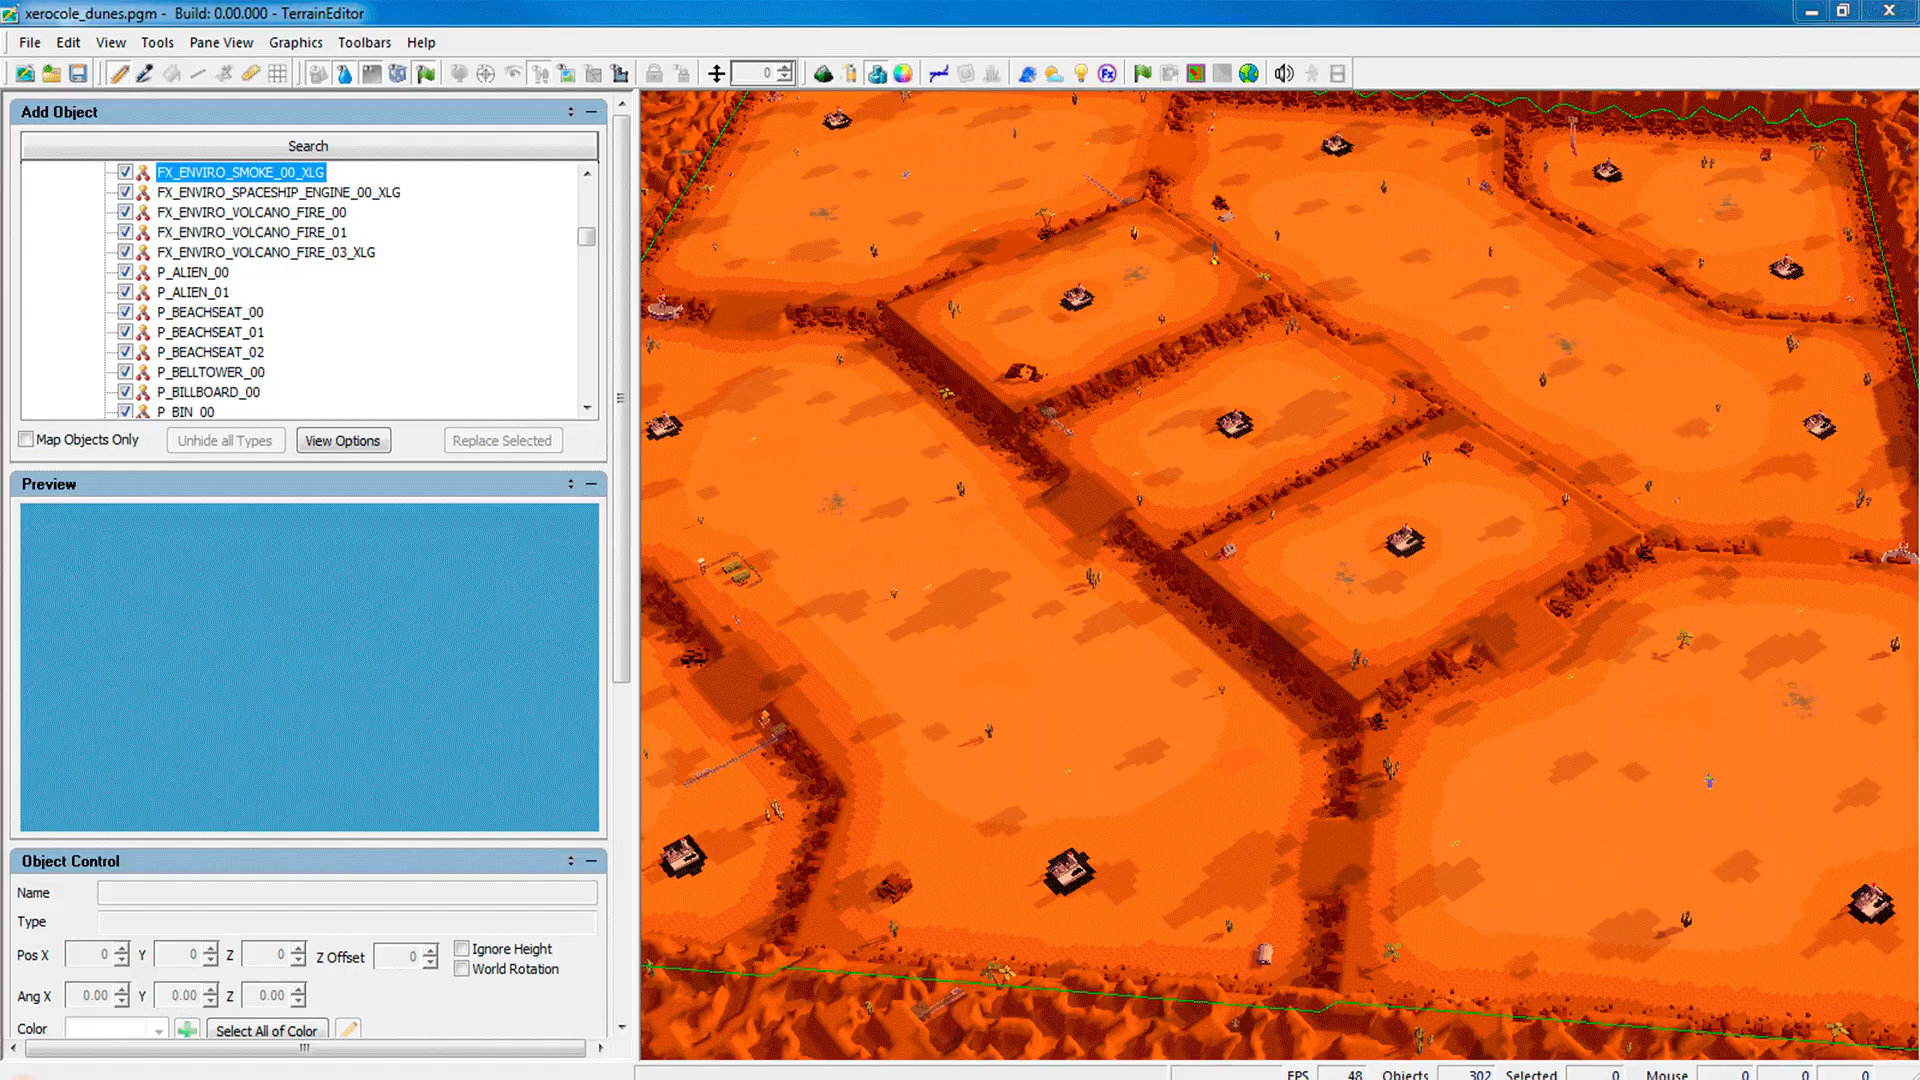 xerocole_dunes.pgm - Build: 0.00.000 - TerrainEditor
File Edit View Tools Pane View Graphics Toolbars Help
0
Fx
Add Object
Search
FX_ENVIRO_SMOKE_00_XLG
FX_ENVIRO_SPACESHIP_ENGINE_00_XLG
FX_ENVIRO_VOLCANO_FIRE_00
FX_ENVIRO_VOLCANO_FIRE_01
FX_ENVIRO_VOLCANO_FIRE_03_XLG
P_ALIEN_00
P_ALIEN_01
P_BEACHSEAT_00
P_BEACHSEAT_01
P_BEACHSEAT_02
P_BELLTOWER_00
P_BILLBOARD_00
P_BIN_00
Map Objects Only Unhide all Types View Options Replace Selected
Preview
Object Control
Name
Type
Pos X 0 Y 0 Z 0 Z Offset 0 Ignore Height
World Rotation
Ang X 0.00 Y 0.00 Z 0.00
Color Select All of Color
FPS 48 Objects 302 Selected 0 Mouse 0 0 0